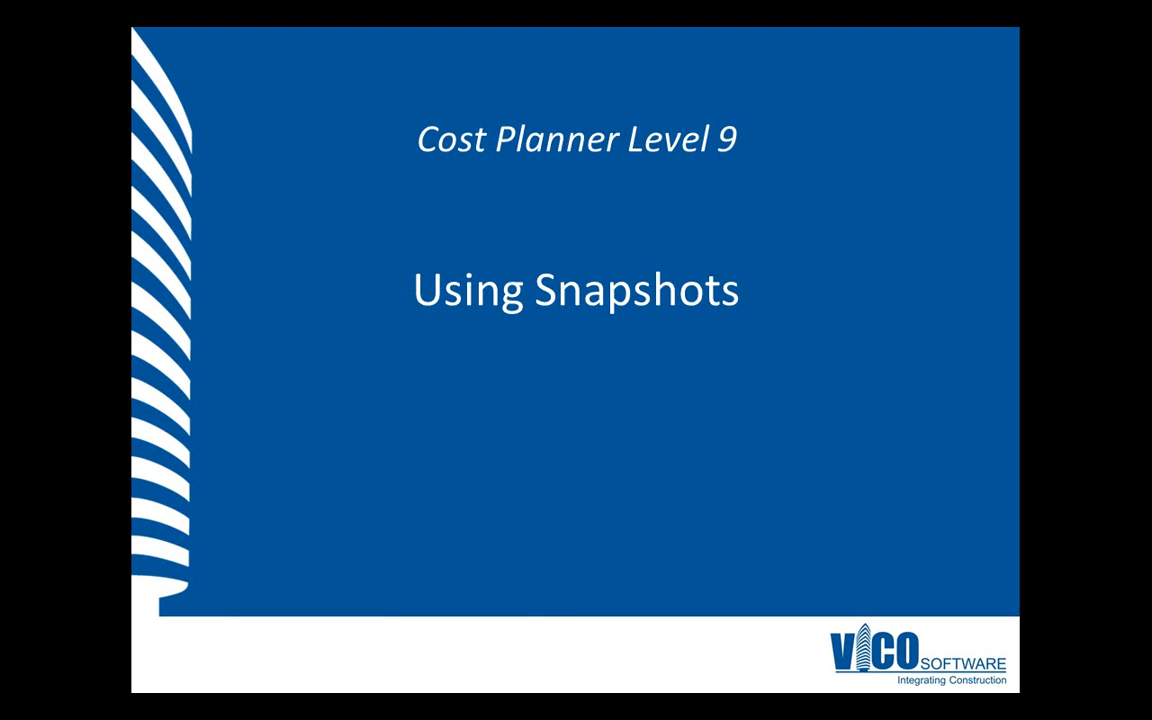 Cost Planner Level 9
Using Snapshots
VICO SOFTWARE
Integrating Construction